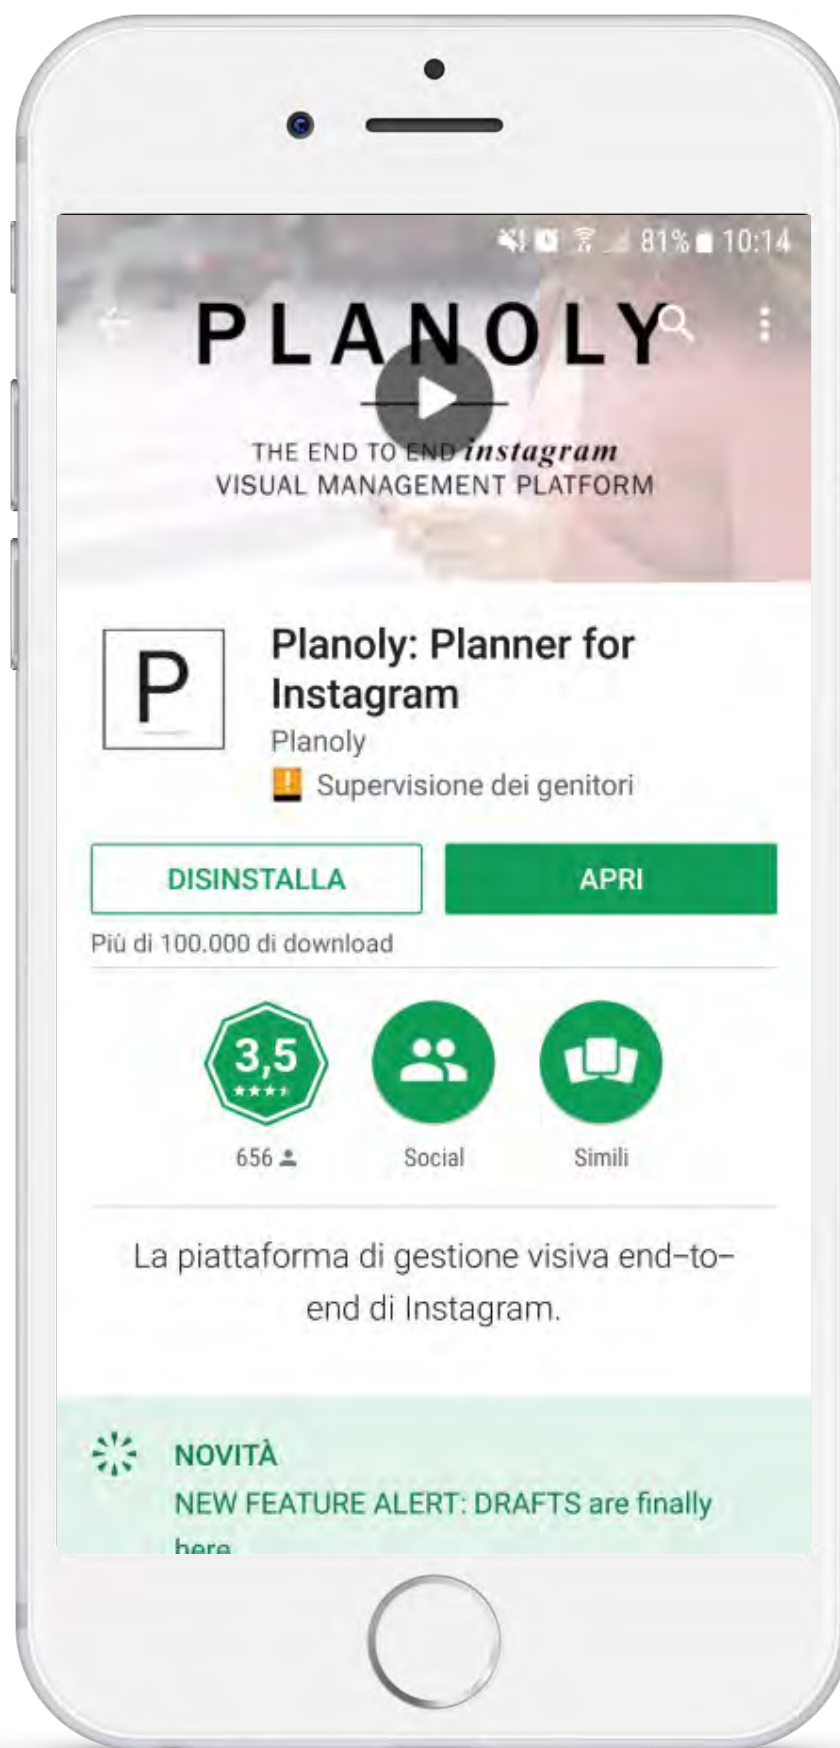 81% 10:14
PLANOLY
THE END TO END instagram
VISUAL MANAGEMENT PLATFORM
P
Planoly: Planner for
Instagram
Planoly
Supervisione dei genitori
DISINSTALLA
APRI
Più di 100.000 di download
3,5
656
Social
Simili
La piattaforma di gestione visiva end-to-
end di Instagram.
NOVITÀ
NEW FEATURE ALERT: DRAFTS are finally
here